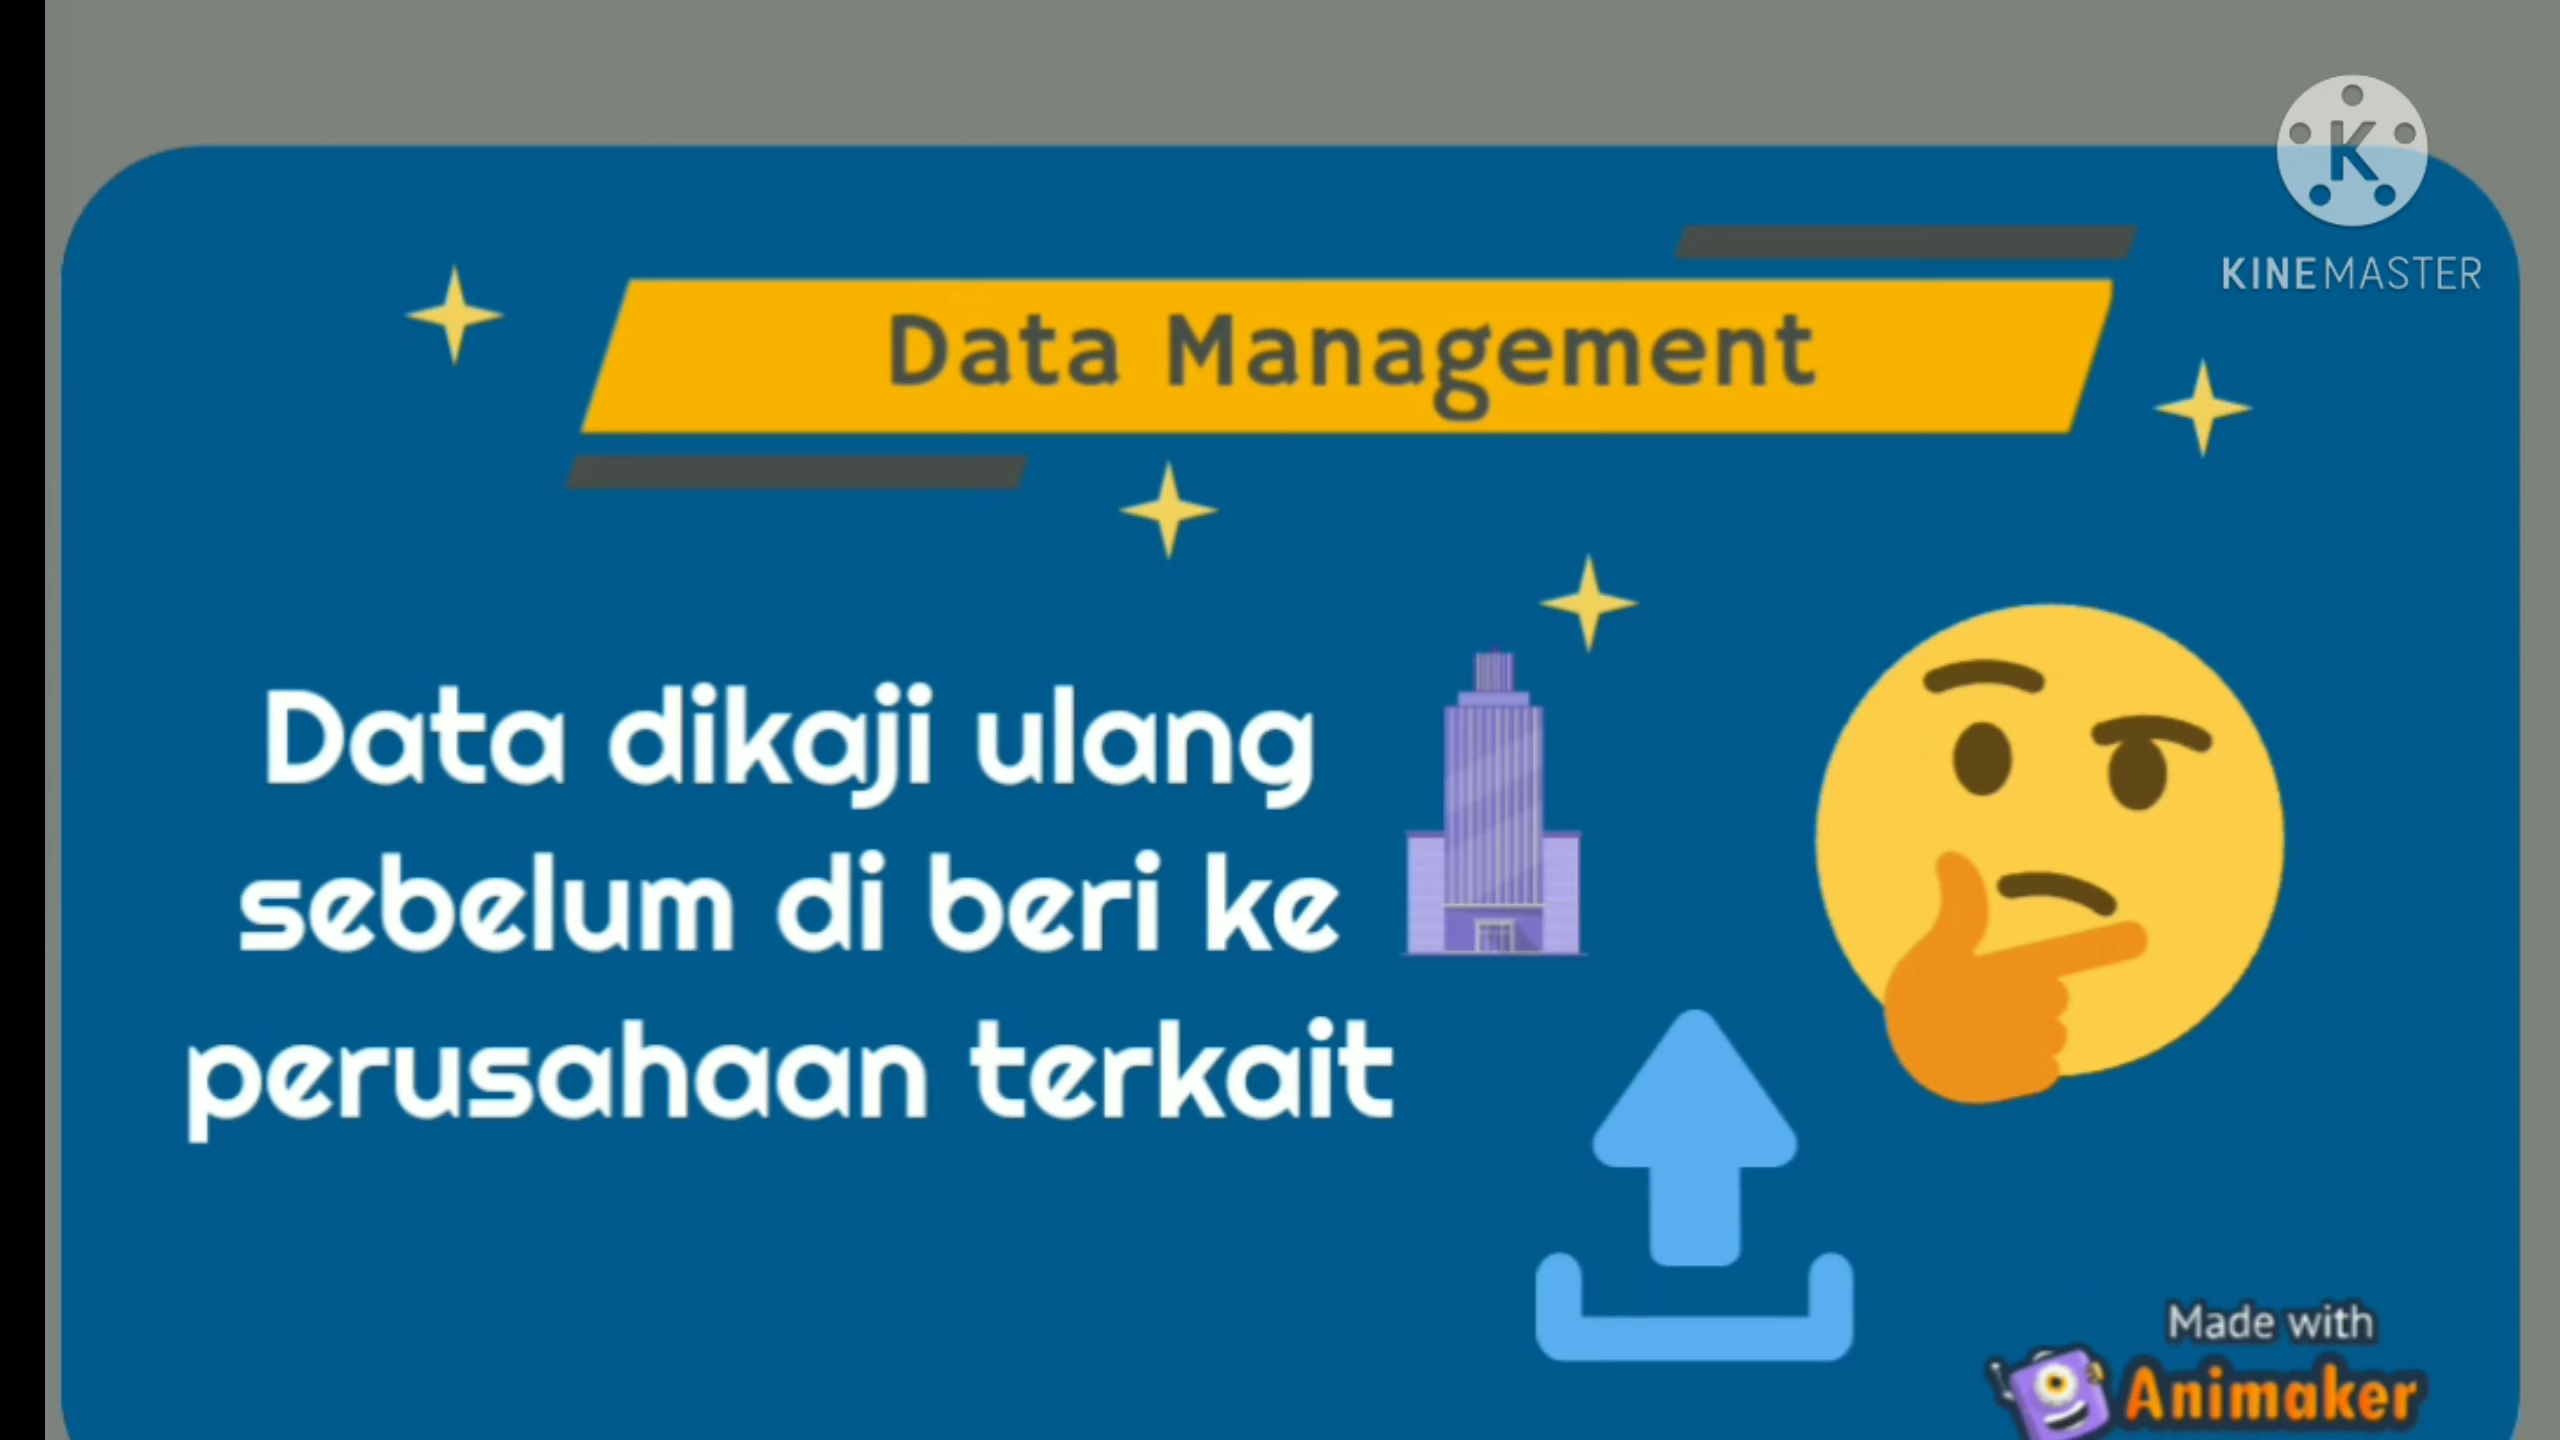 K
KINEMASTER
Data Management
Data dikaji ulang
sebelum di beri ke
perusahaan terkait
Made with
Animaker